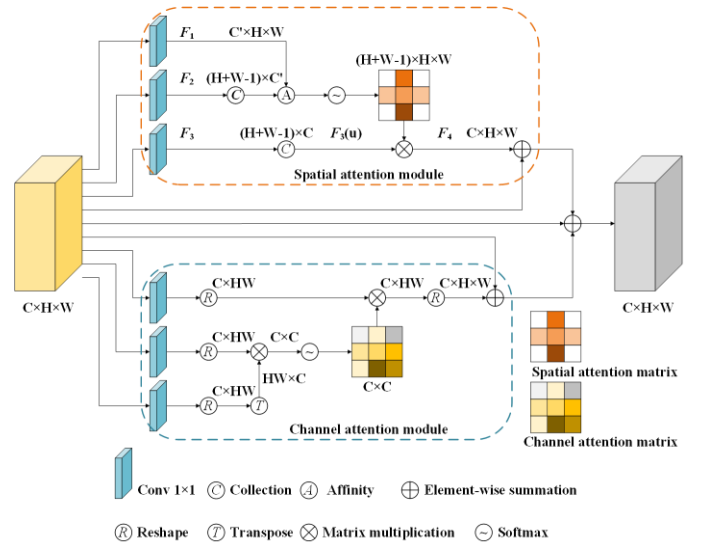 F1 C'×H×W
(H+W-1)×H×W
F2 (H+W-1)×C'
C A ~
F3 (H+W-1)×C F3(u) F4 C×H×W
C
Spatial attention module
C×H×W
C×H×W
C×HW C×HW C×H×W
R R
C×HW C×C
R ~
C×HW HW×C C×C
R T
Channel attention module
Spatial attention matrix
Channel attention matrix
Conv 1×1 C Collection A Affinity Element-wise summation
R Reshape T Transpose Matrix multiplication ~ Softmax